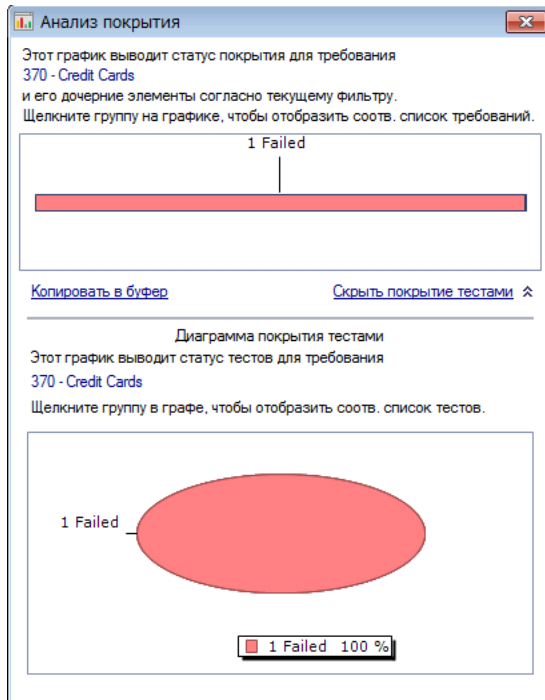 Анализ покрытия
Этот график выводит статус покрытия для требования
370 - Credit Cards
и его дочерние элементы согласно текущему фильтру.
Щелкните группу на графике, чтобы отобразить соотв. список требований.
1 Failed
Копировать в буфер Скрыть покрытие тестами
Диаграмма покрытия тестами
Этот график выводит статус тестов для требования
370 - Credit Cards
Щелкните группу в графе, чтобы отобразить соотв. список тестов.
1 Failed
1 Failed 100 %